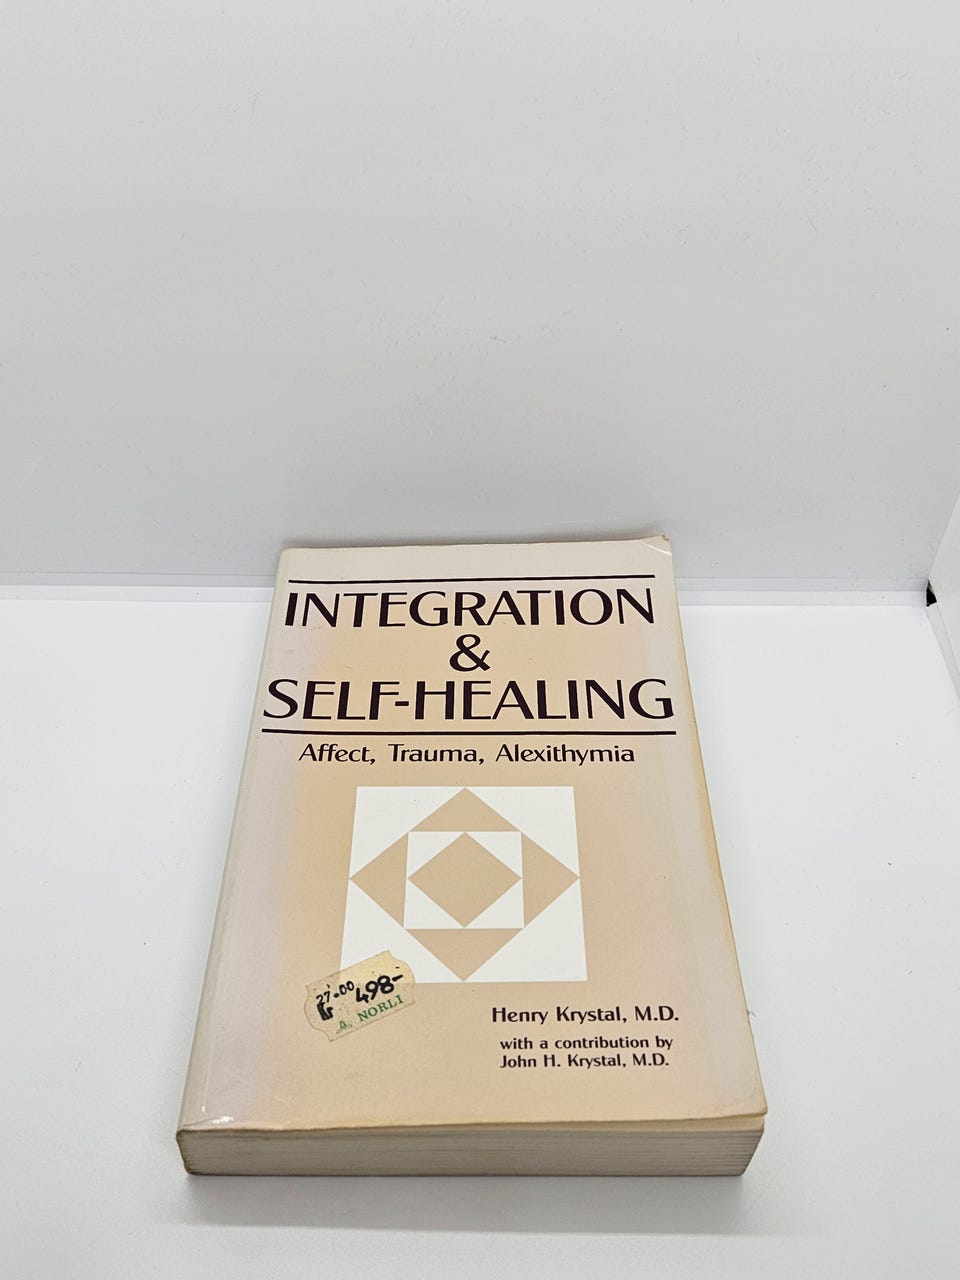 INTEGRATION
&
SELF-HEALING
Affect, Trauma, Alexithymia
27.00
498-
NORLI
Henry Krystal, M.D.
with a contribution by
John H. Krystal, M.D.